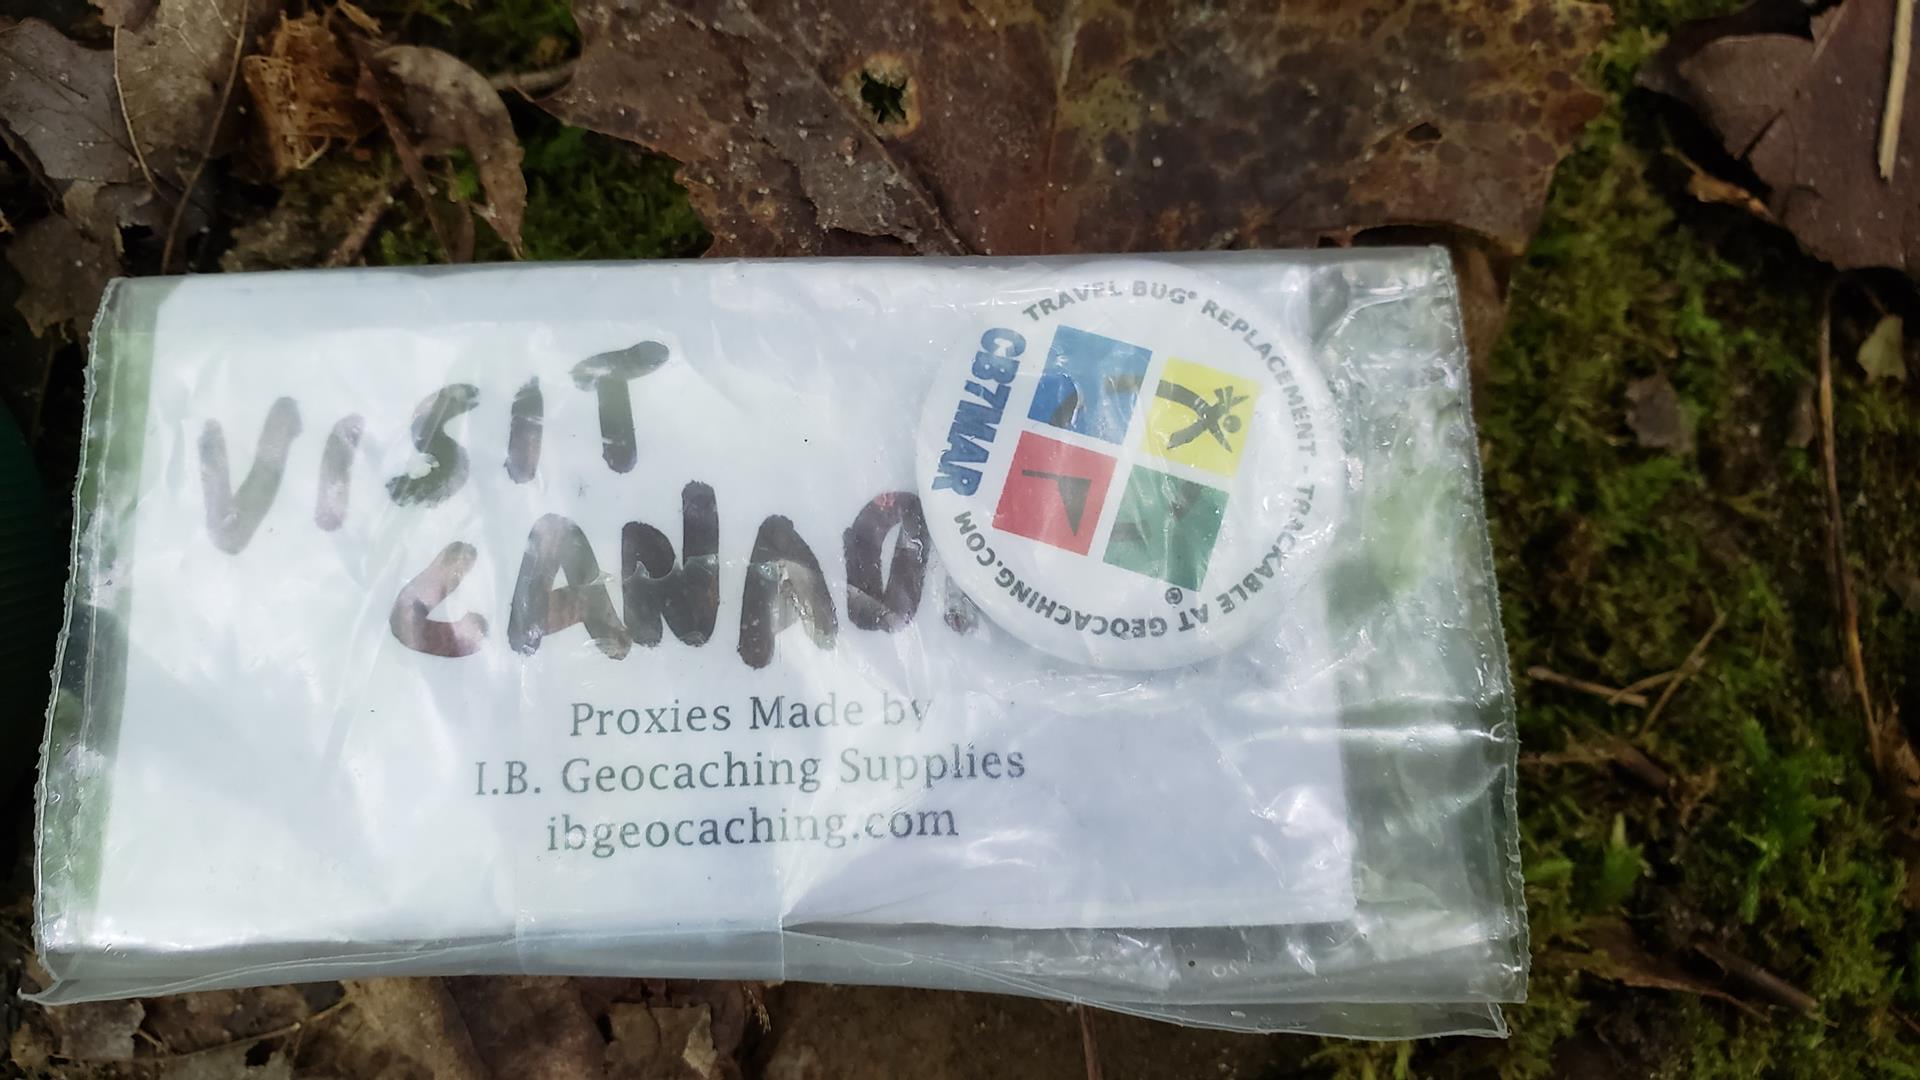 VISIT
CANAD
Proxies Made by
I.B. Geocaching Supplies
ibgeocaching.com
TRAVEL BUG® REPLACEMENT - TRACKABLE AT GEOCACHING.COM
CB7MAR
®